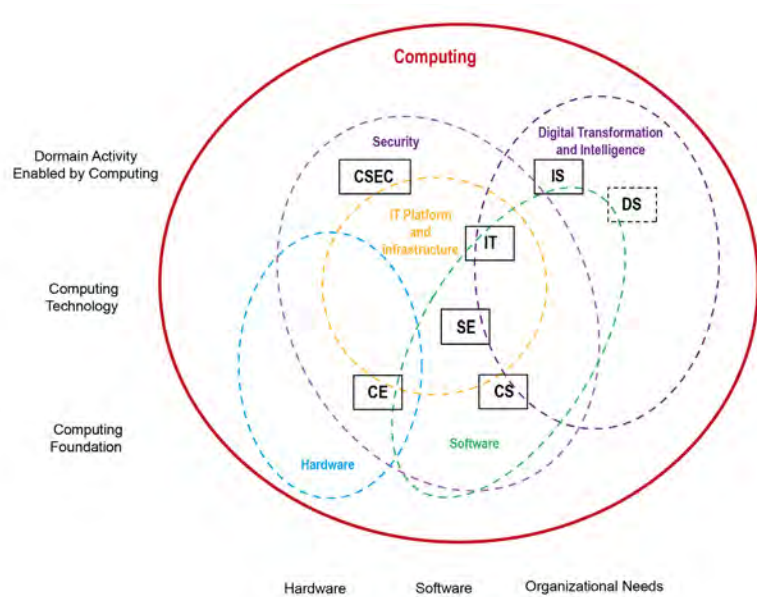 Computing
Security
Digital Transformation
and Intelligence
Dormain Activity
Enabled by Computing
CSEC
IS
DS
IT Platform
and
infrastructure
IT
Computing
Technology
SE
CE
CS
Computing
Foundation
Software
Hardware
Hardware
Software
Organizational Needs